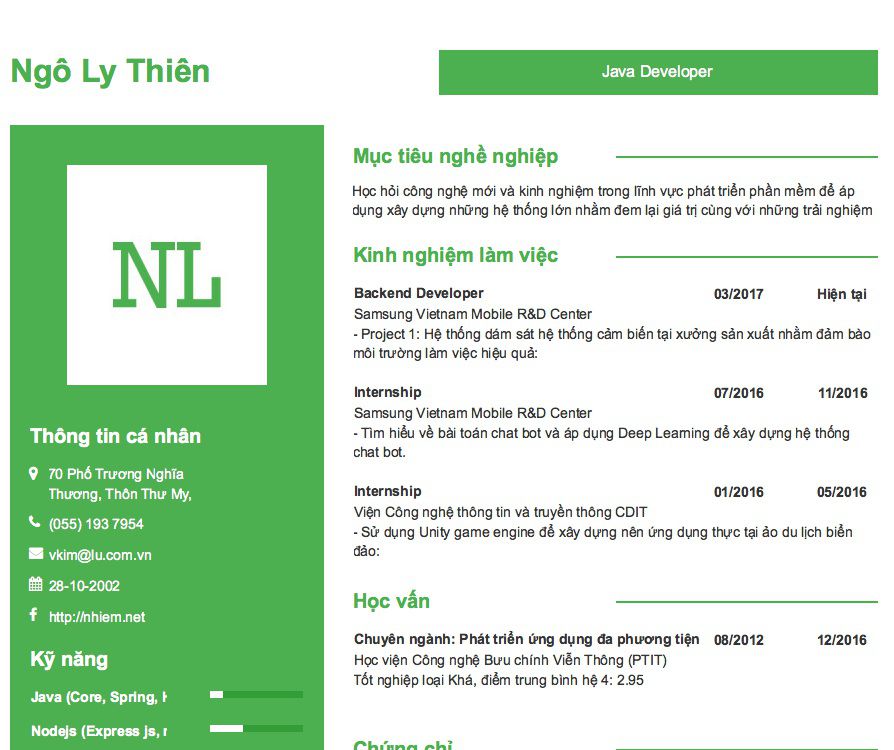 Ngô Ly Thiên
Java Developer
NL
Thông tin cá nhân
70 Phố Trương Nghĩa
Thương, Thôn Thư My,
(055) 193 7954
vkim@lu.com.vn
28-10-2002
http://nhiem.net
Kỹ năng
Java (Core, Spring,
Nodejs (Express js,
Mục tiêu nghề nghiệp
Học hỏi công nghệ mới và kinh nghiệm trong lĩnh vực phát triển phần mềm để áp
dụng xây dựng những hệ thống lớn nhằm đem lại giá trị cùng với những trải nghiệm
Kinh nghiệm làm việc
Backend Developer 03/2017 Hiện tại
Samsung Vietnam Mobile R&D Center
- Project 1: Hệ thống dám sát hệ thống cảm biến tại xưởng sản xuất nhằm đảm bảo
môi trường làm việc hiệu quả:
Internship 07/2016 11/2016
Samsung Vietnam Mobile R&D Center
- Tìm hiểu về bài toán chat bot và áp dụng Deep Learning để xây dựng hệ thống
chat bot.
Internship 01/2016 05/2016
Viện Công nghệ thông tin và truyền thông CDIT
- Sử dụng Unity game engine để xây dựng nên ứng dụng thực tại ảo du lịch biển
đảo:
Học vấn
Chuyên ngành: Phát triển ứng dụng đa phương tiện 08/2012 12/2016
Học viện Công nghệ Bưu chính Viễn Thông (PTIT)
Tốt nghiệp loại Khá, điểm trung bình hệ 4: 2.95
Chứng chỉ